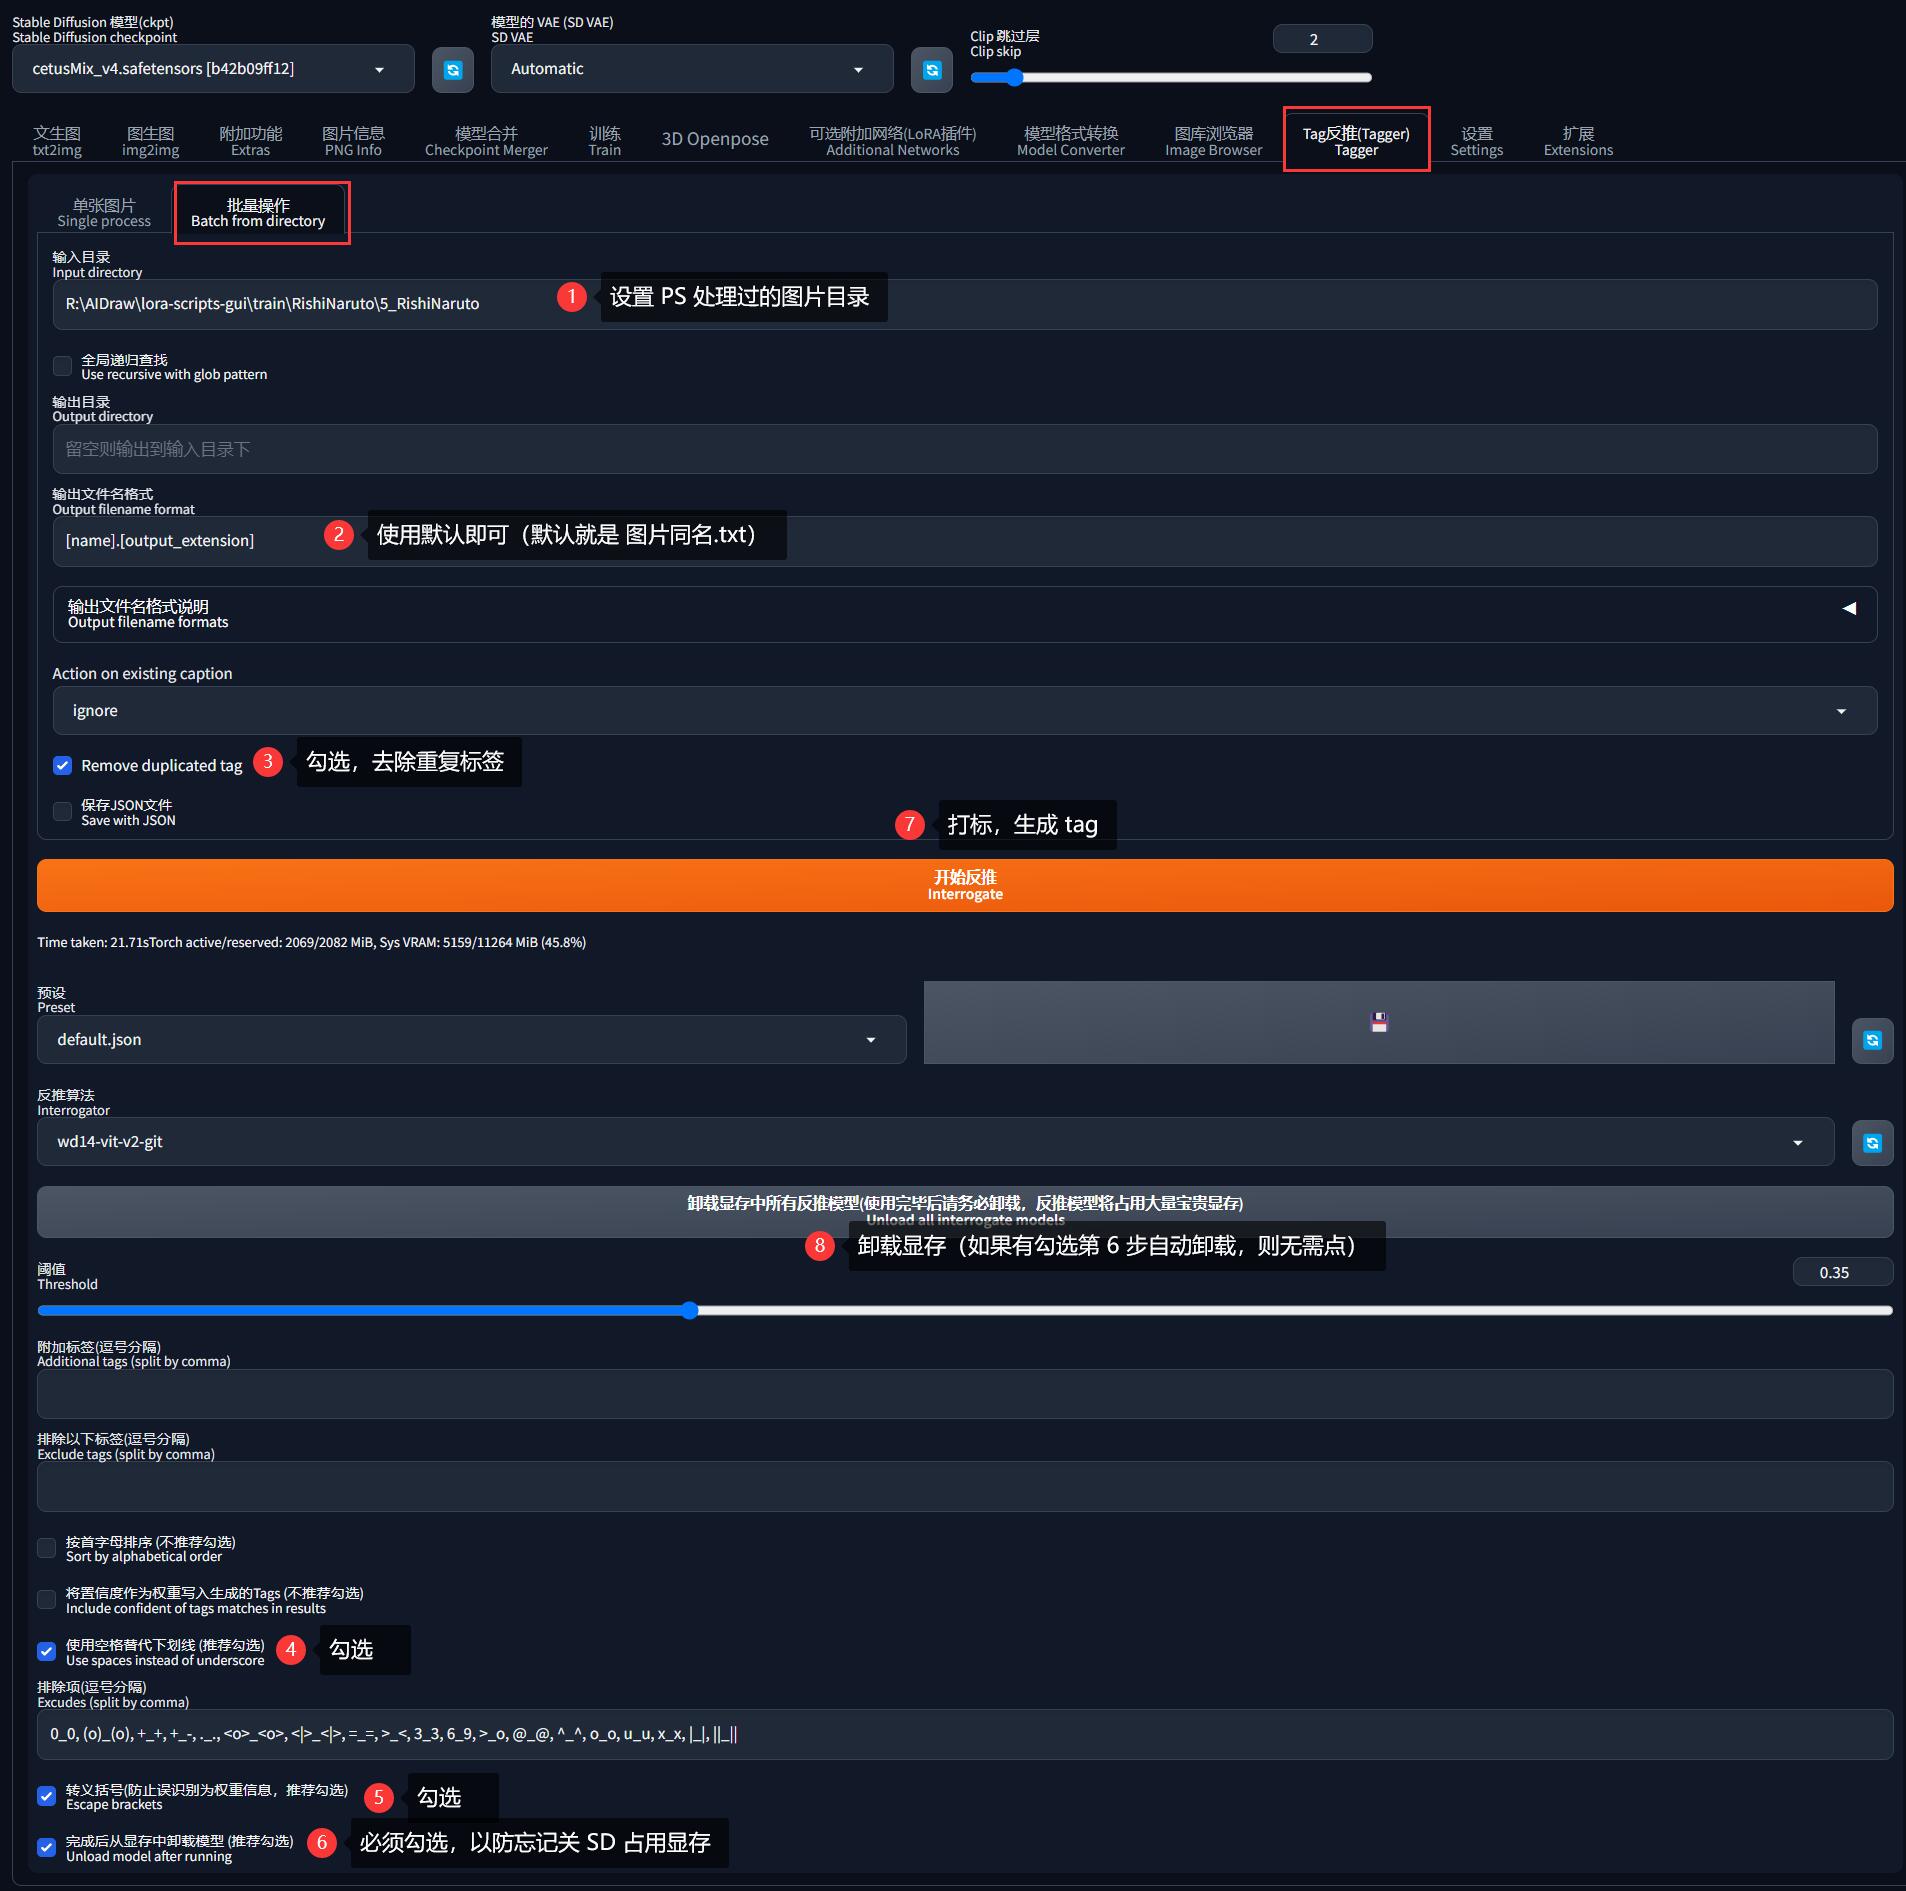 Stable Diffusion 模型(ckpt)
Stable Diffusion checkpoint
cetusMix_v4.safetensors [b42b09ff12]
模型的 VAE (SD VAE)
SD VAE
Automatic
Clip 跳过层
Clip skip
2
文生图
txt2img
图生图
img2img
附加功能
Extras
图片信息
PNG Info
模型合并
Checkpoint Merger
训练
Train
3D Openpose
可选附加网络(LoRA插件)
Additional Networks
模型格式转换
Model Converter
图库浏览器
Image Browser
Tag反推(Tagger)
Tagger
设置
Settings
扩展
Extensions
单张图片
Single process
批量操作
Batch from directory
输入目录
Input directory
R:\AIDraw\lora-scripts-gui\train\RishiNaruto\5_RishiNaruto
1 设置 PS 处理过的图片目录
全局递归查找
Use recursive with glob pattern
输出目录
Output directory
留空则输出到输入目录下
输出文件名格式
Output filename format
[name].[output_extension]
2 使用默认即可（默认就是 图片同名.txt）
输出文件名格式说明
Output filename formats
Action on existing caption
ignore
Remove duplicated tag
3 勾选，去除重复标签
保存JSON文件
Save with JSON
7 打标，生成 tag
开始反推
Interrogate
Time taken: 21.71sTorch active/reserved: 2069/2082 MiB, Sys VRAM: 5159/11264 MiB (45.8%)
预设
Preset
default.json
反推算法
Interrogator
wd14-vit-v2-git
卸载显存中所有反推模型(使用完毕后请务必卸载，反推模型将占用大量宝贵显存)
Unload all interrogate models
8 卸载显存（如果有勾选第 6 步自动卸载，则无需点）
阈值
Threshold
0.35
附加标签(逗号分隔)
Additional tags (split by comma)
排除以下标签(逗号分隔)
Exclude tags (split by comma)
按首字母排序 (不推荐勾选)
Sort by alphabetical order
将置信度作为权重写入生成的Tags (不推荐勾选)
Include confident of tags matches in results
使用空格替代下划线 (推荐勾选)
Use spaces instead of underscore
4 勾选
排除项(逗号分隔)
Excudes (split by comma)
0_0, (o)_(o), +_+, +_-, ._., <o>_<o>, <|>_<|>, =_=, >_<, 3_3, 6_9, >_o, @_@, ^_^, o_o, u_u, x_x, |_|, ||_||
转义括号(防止误识别为权重信息，推荐勾选)
Escape brackets
5 勾选
完成后从显存中卸载模型 (推荐勾选)
Unload model after running
6 必须勾选，以防忘记关 SD 占用显存